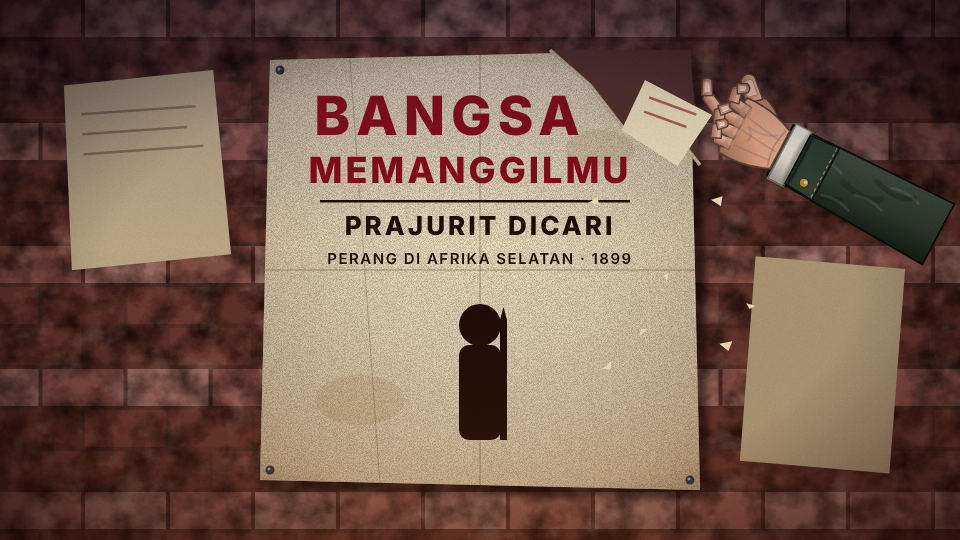 BANGSA
MEMANGGILMU
PRAJURIT DICARI
PERANG DI AFRIKA SELATAN · 1899